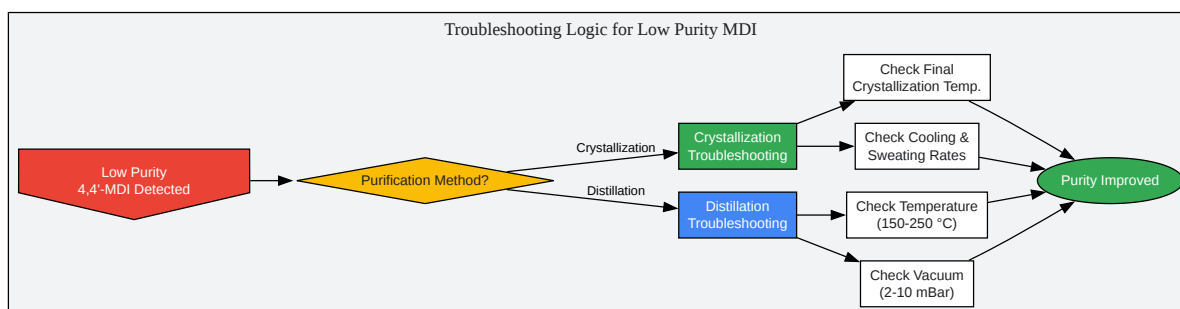 Troubleshooting Logic for Low Purity MDI
Low Purity
4,4'-MDI Detected
Purification Method?
Crystallization
Distillation
Crystallization
Troubleshooting
Distillation
Troubleshooting
Check Final
Crystallization Temp.
Check Cooling &
Sweating Rates
Check Temperature
(150-250 °C)
Check Vacuum
(2-10 mBar)
Purity Improved